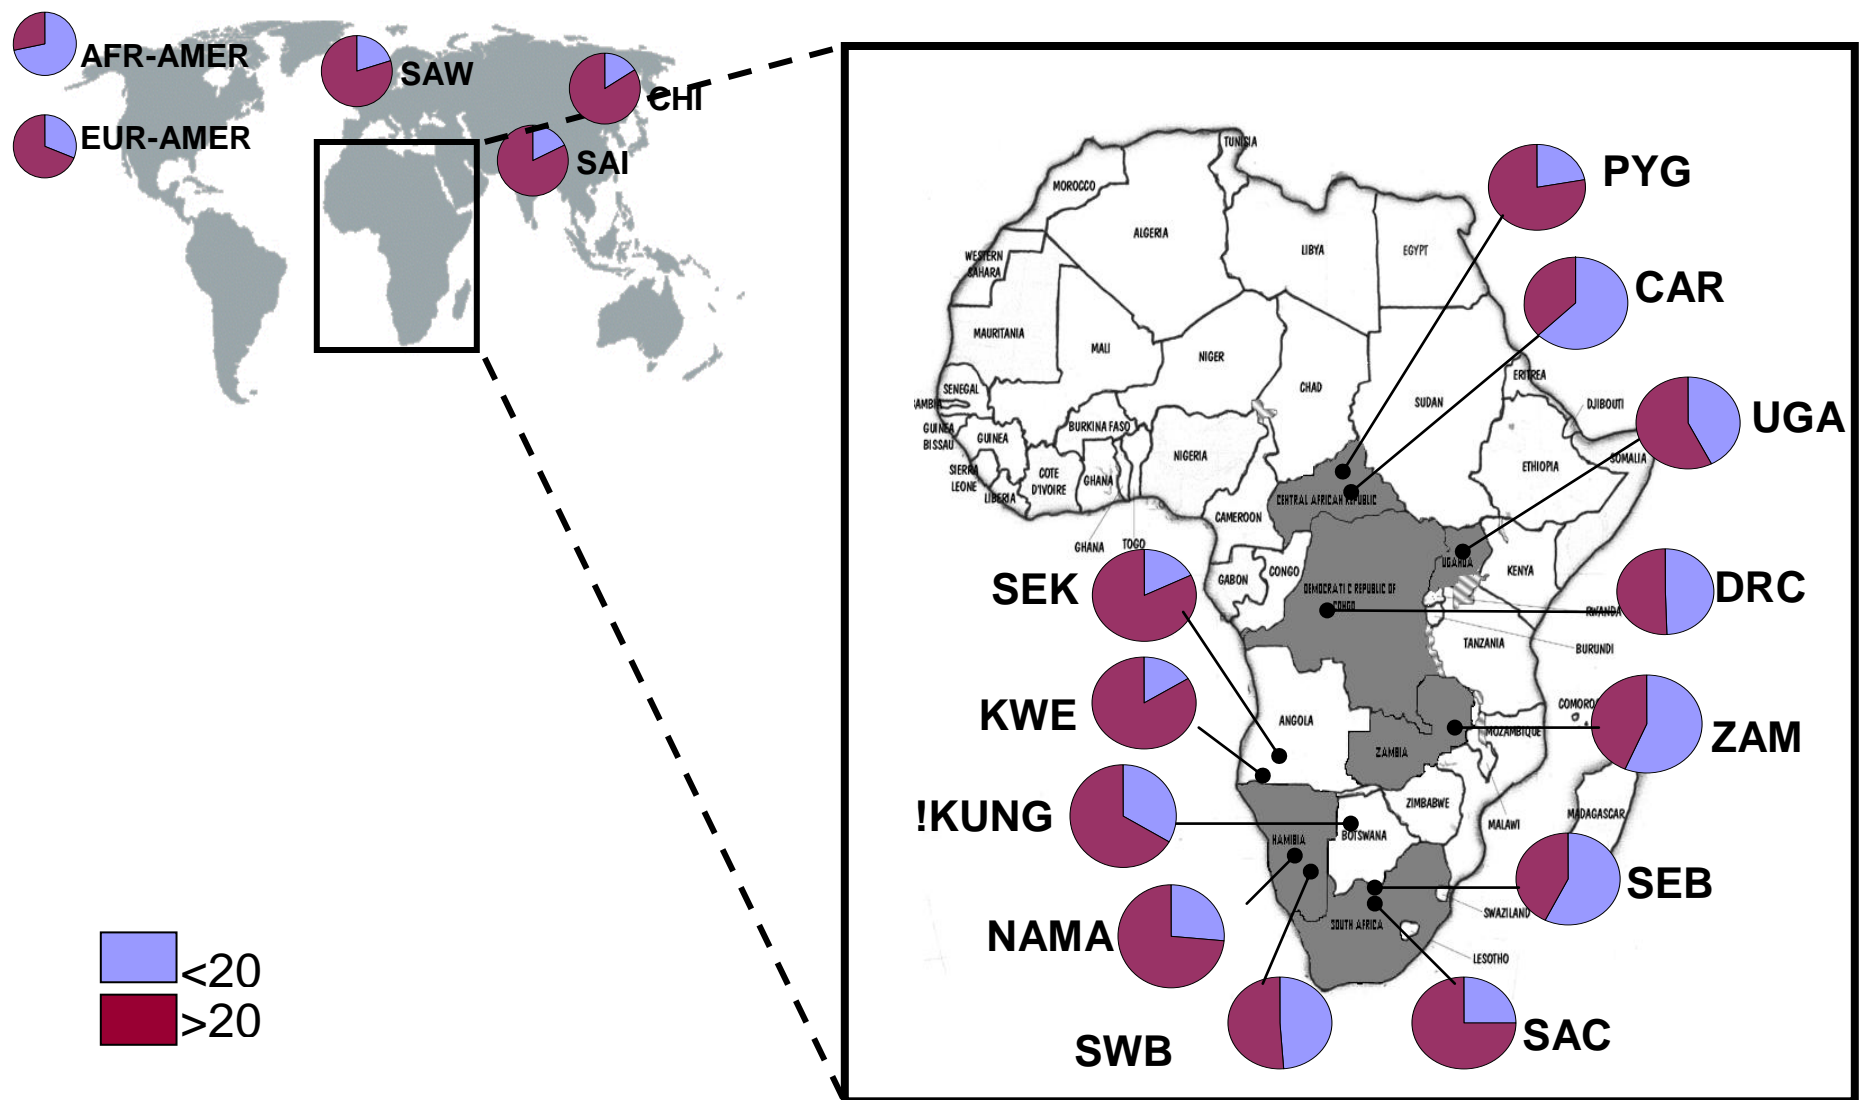 AFR-AMER
EUR-AMER
SAW
CHI
SAI
<20
>20
PYG
CAR
UGA
DRC
ZAM
SEB
SAC
SWB
NAMA
!KUNG
KWE
SEK
TUNISIA
MOROCCO
ALGERIA
LIBYA
EGYPT
WESTERN
SAHARA
MAURITANIA
MALI
NIGER
CHAD
SUDAN
ERITREA
DJIBOUTI
SENEGAL
AMBIA
GUINEA
BISSAU
GUINEA
SIERRA
LEONE
LIBERIA
COTE
D'IVOIRE
BURKINA FASO
GHANA
NIGERIA
ETHIOPIA
SOMALIA
CENTRAL AFRICAN REPUBLIC
CAMEROON
GHANA
TOGO
GABON
CONGO
DEMOCRATIC REPUBLIC OF
CONGO
UGANDA
KENYA
RWANDA
BURUNDI
TANZANIA
COMORO
ANGOLA
ZAMBIA
MOZAMBIQUE
MALAWI
ZIMBABWE
MADAGASCAR
NAMIBIA
BOTSWANA
SWAZILAND
SOUTH AFRICA
LESOTHO